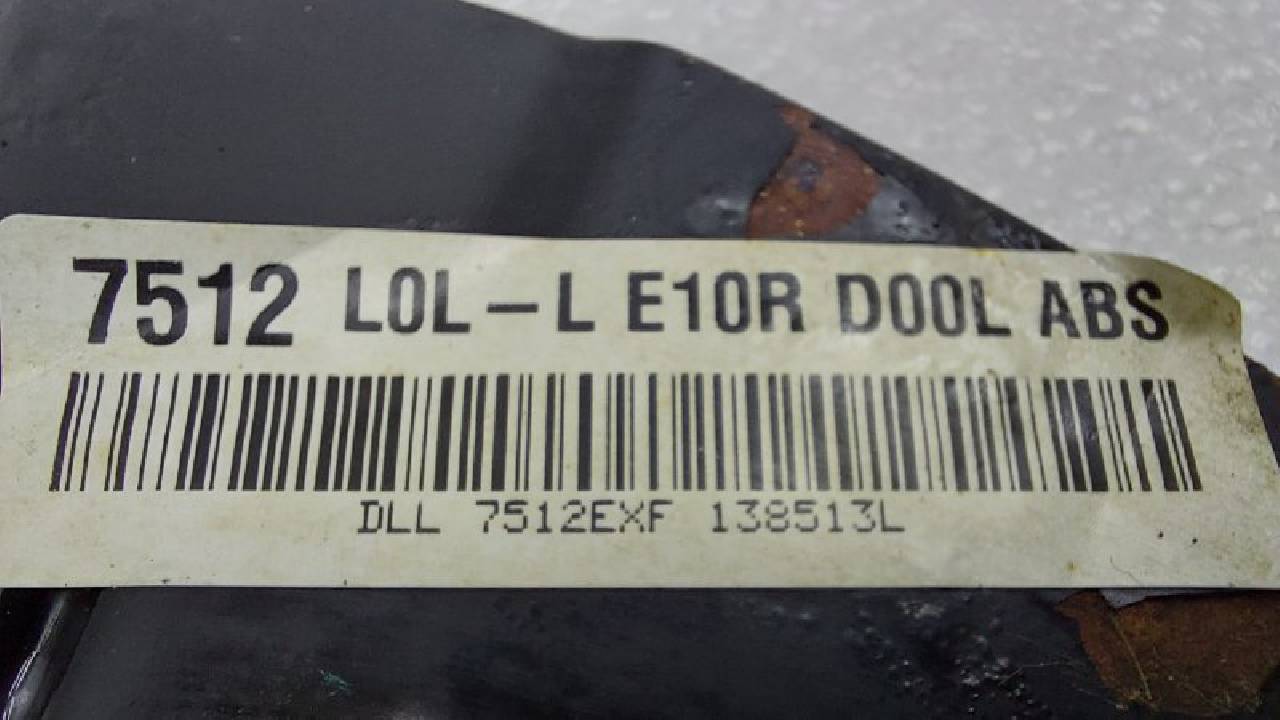 7512 L0L-L E10R D00L ABS
DLL 7512EXF 138513L